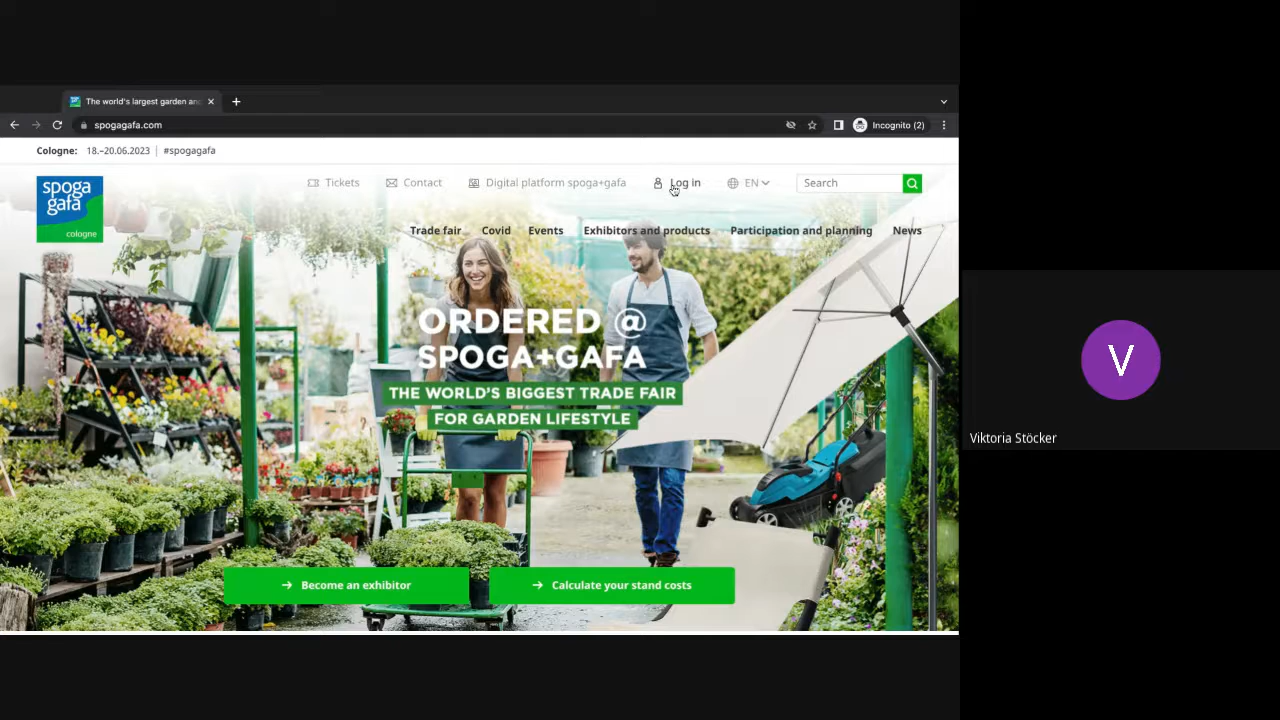 The world's largest garden an
spogagafa.com
Incognito (2)
Cologne: 18.–20.06.2023 | #spogagafa
spoga
gafa
cologne
Tickets Contact Digital platform spoga+gafa Log in EN Search
Trade fair Covid Events Exhibitors and products Participation and planning News
ORDERED @
SPOGA+GAFA
THE WORLD'S BIGGEST TRADE FAIR
FOR GARDEN LIFESTYLE
Become an exhibitor Calculate your stand costs
V
Viktoria Stöcker